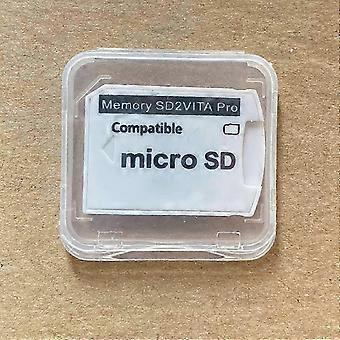 Memory SD2VITA Pro
Compatible
micro SD